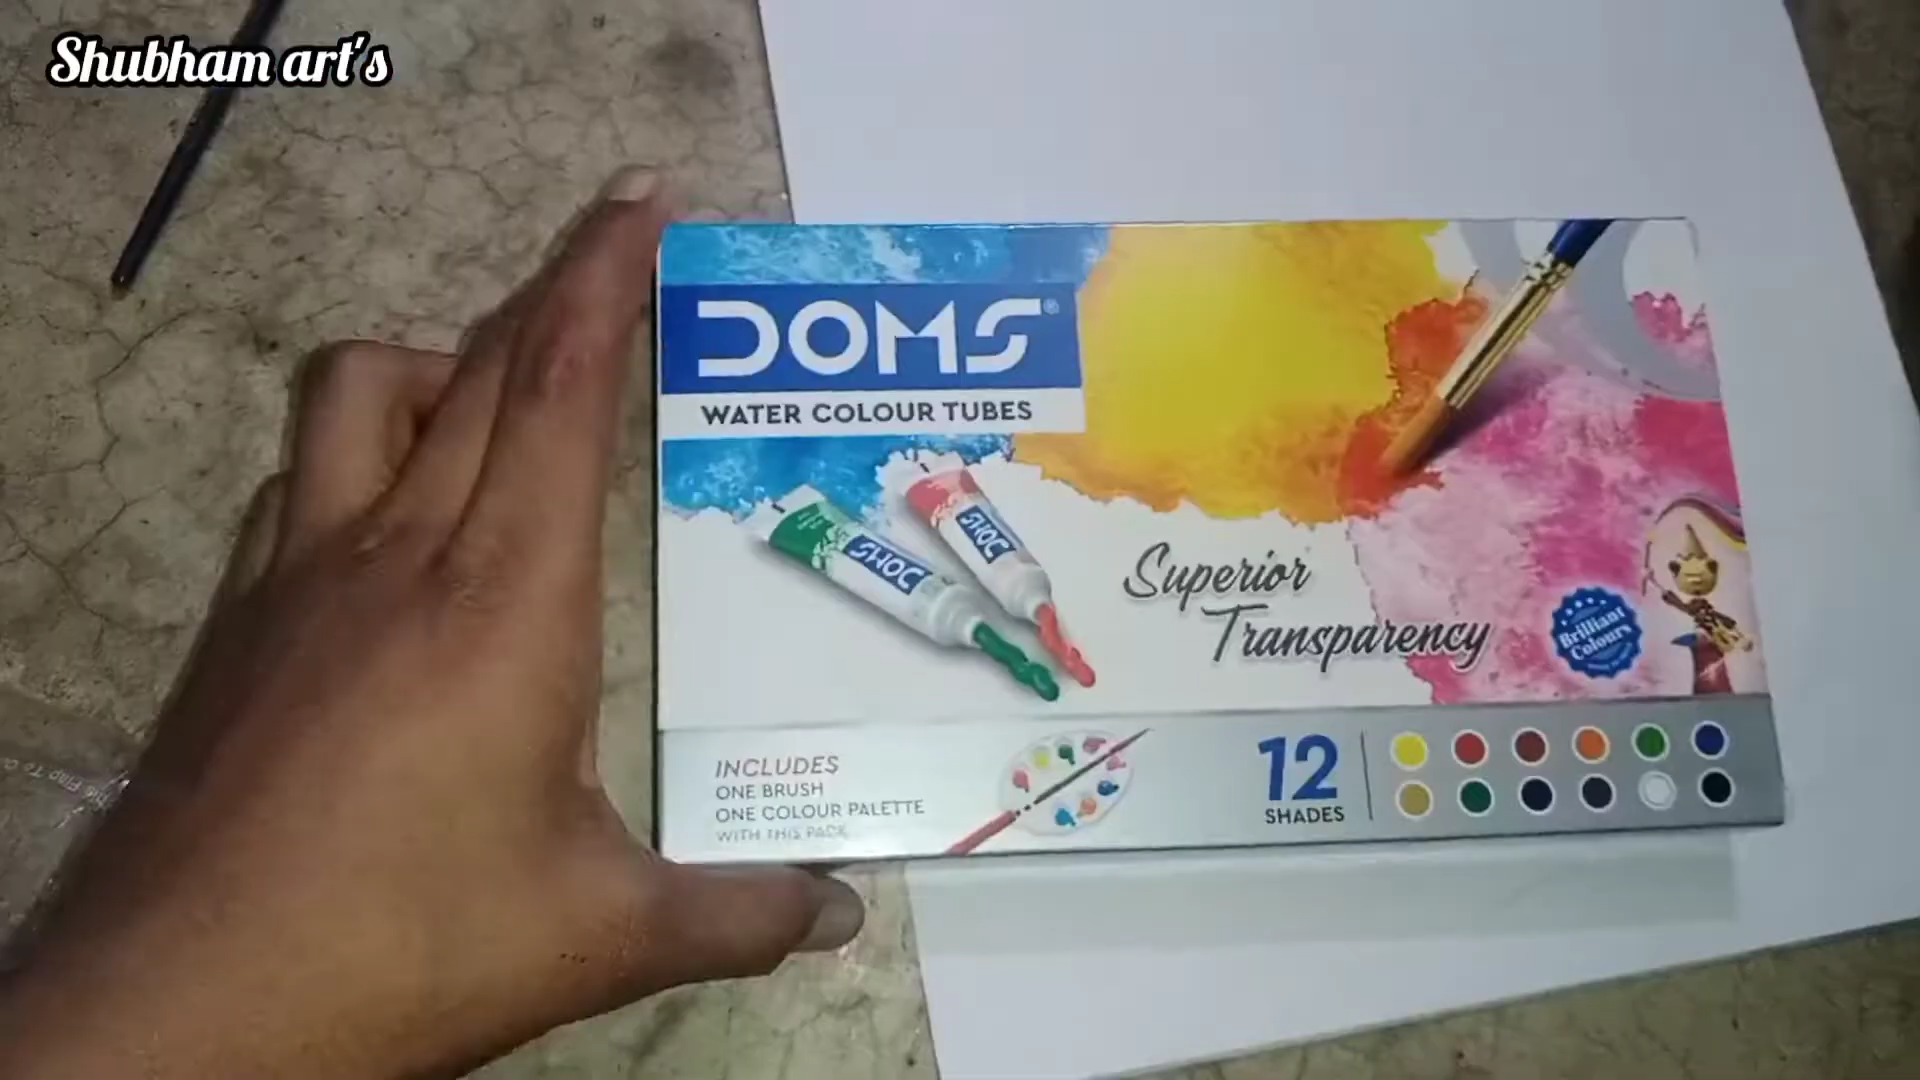 Shubham art's
DOMS®
WATER COLOUR TUBES
DOMS
DOMS
Superior
Transparency
Brilliant
Colours
INCLUDES
ONE BRUSH
ONE COLOUR PALETTE
WITH THIS PACK
12
SHADES